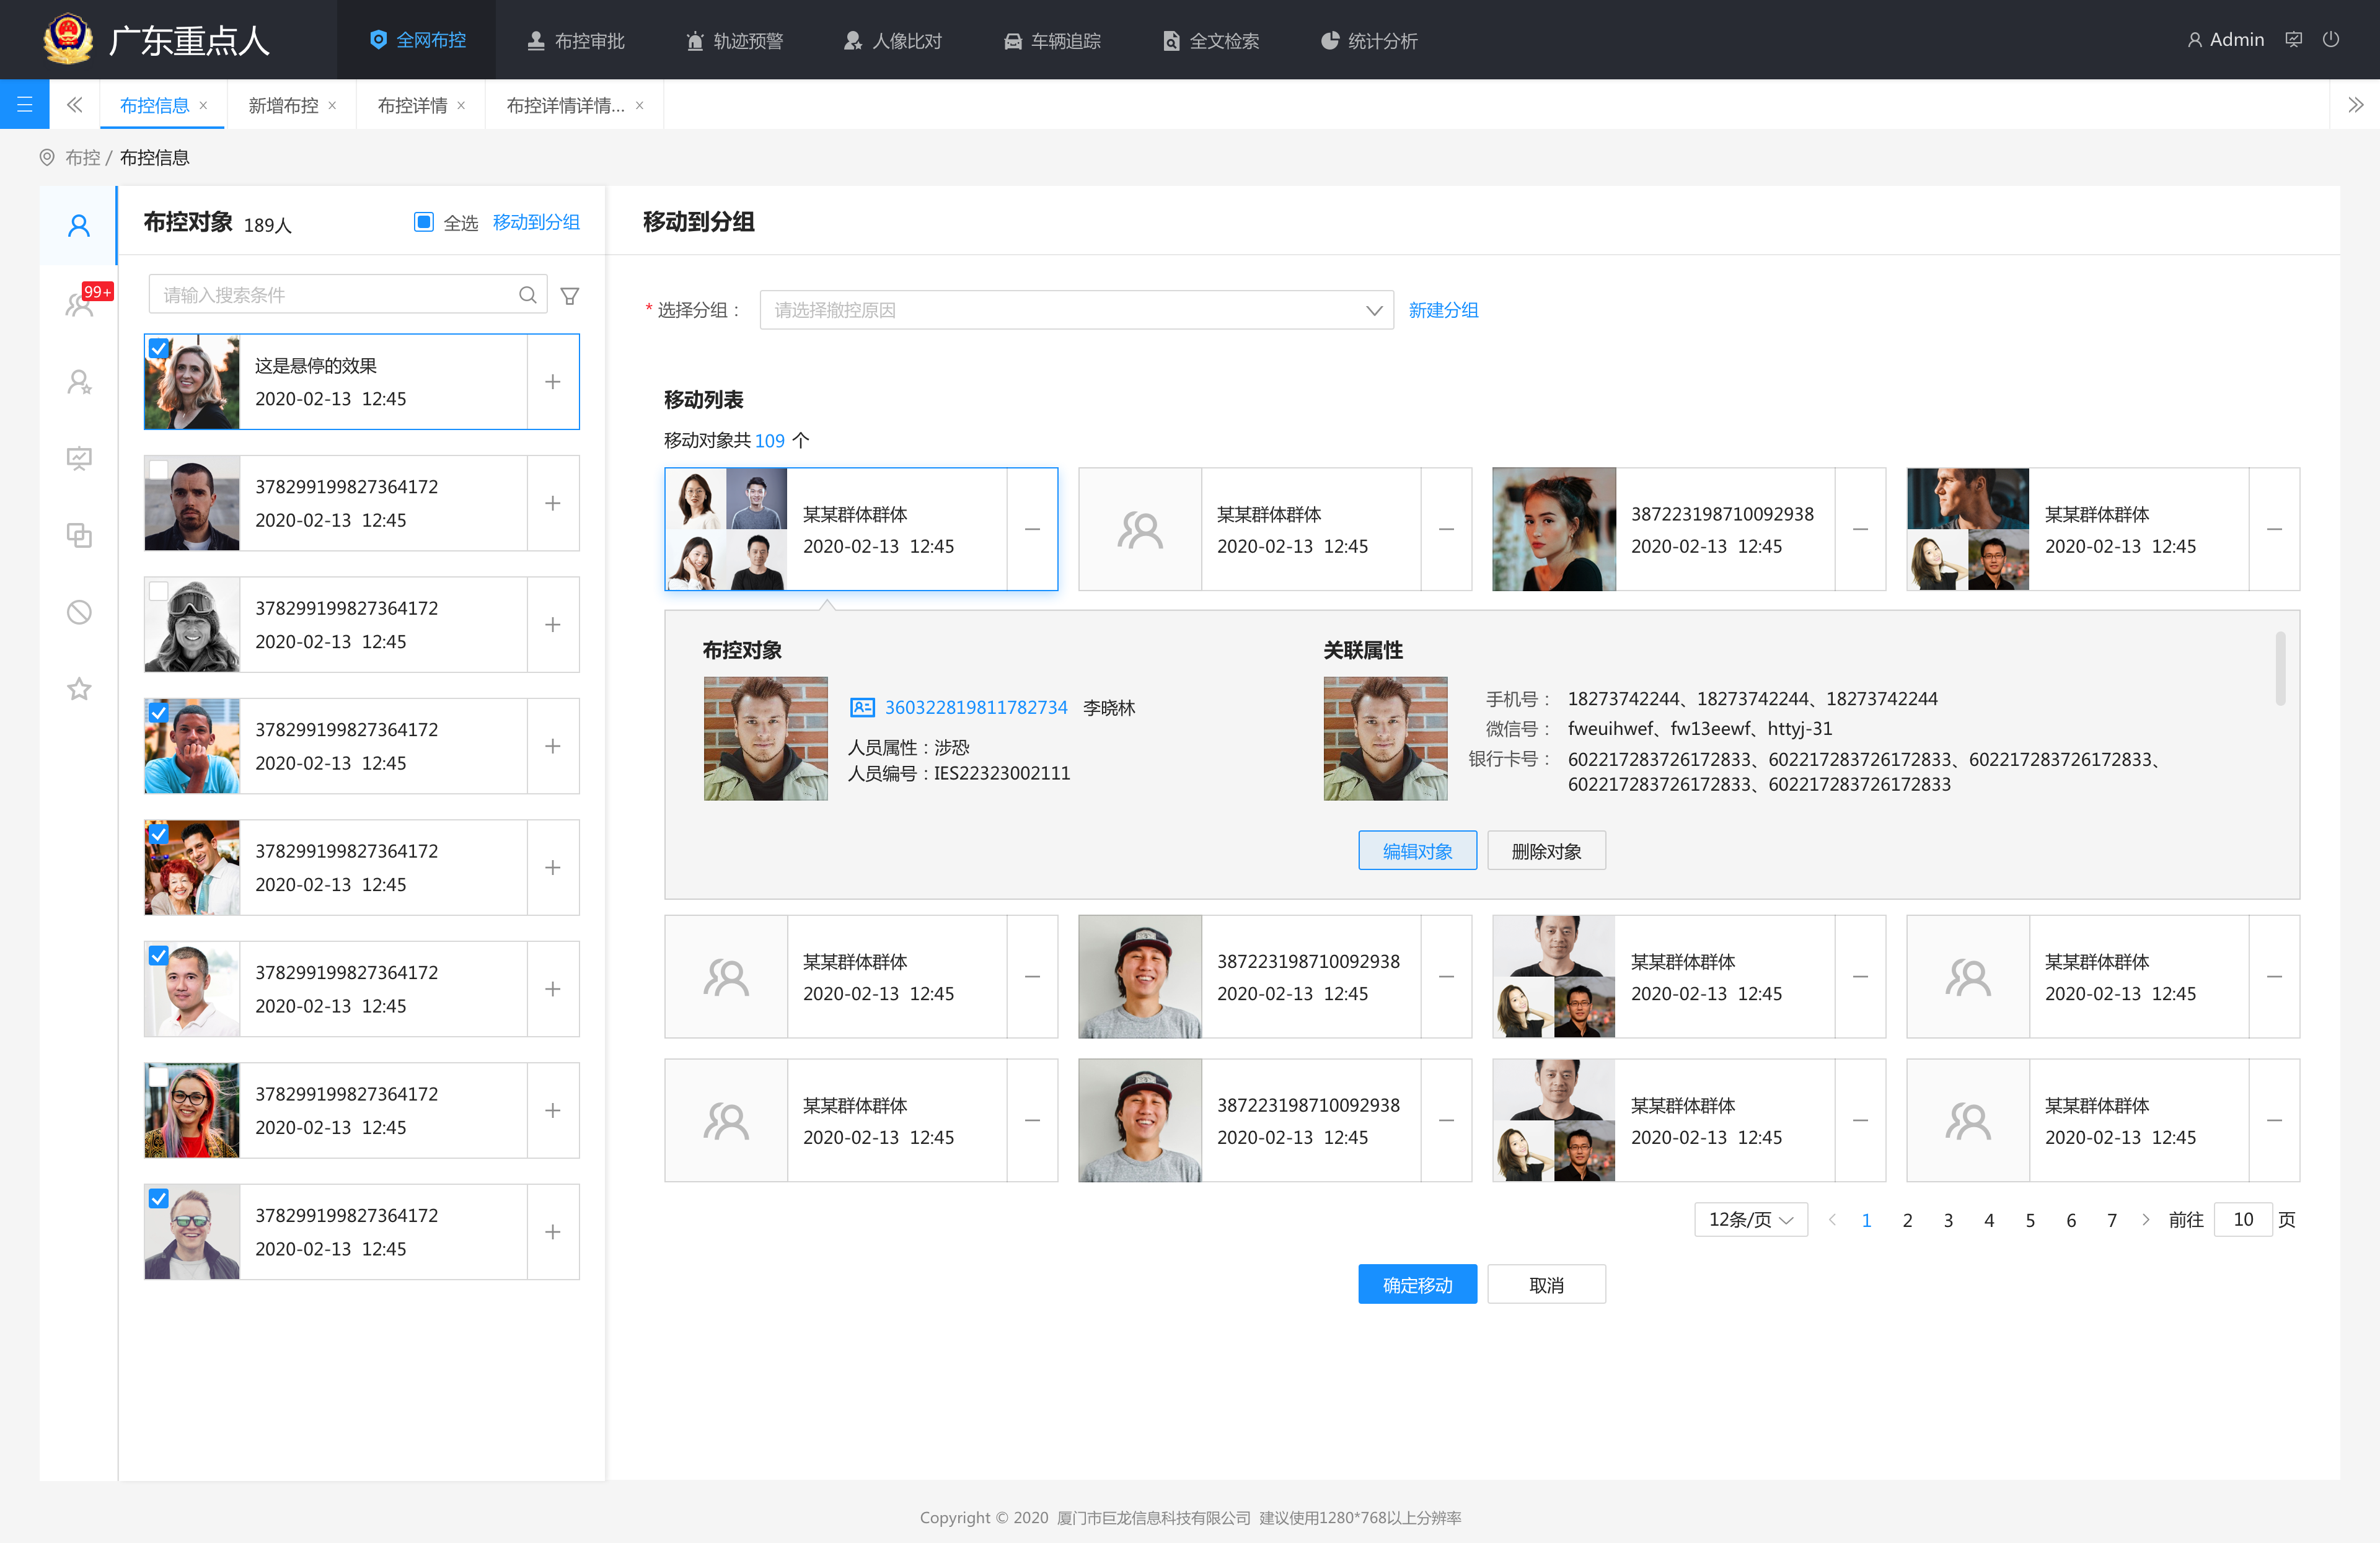 广东重点人
全网布控
布控审批
轨迹预警
人像比对
车辆追踪
全文检索
统计分析
Admin
布控信息
新增布控
布控详情
布控详情详情...
布控 / 布控信息
布控对象 189人
全选
移动到分组
99+
请输入搜索条件
这是悬停的效果
2020-02-13 12:45
378299199827364172
2020-02-13 12:45
378299199827364172
2020-02-13 12:45
378299199827364172
2020-02-13 12:45
378299199827364172
2020-02-13 12:45
378299199827364172
2020-02-13 12:45
378299199827364172
2020-02-13 12:45
378299199827364172
2020-02-13 12:45
移动到分组
* 选择分组：
请选择撤控原因
新建分组
移动列表
移动对象共 109 个
某某群体群体
2020-02-13 12:45
某某群体群体
2020-02-13 12:45
387223198710092938
2020-02-13 12:45
某某群体群体
2020-02-13 12:45
布控对象
360322819811782734 李晓林
人员属性：涉恐
人员编号：IES22323002111
关联属性
手机号： 18273742244、18273742244、18273742244
微信号： fweuihwef、fw13eewf、httyj-31
银行卡号： 602217283726172833、602217283726172833、602217283726172833、
602217283726172833、602217283726172833
编辑对象
删除对象
某某群体群体
2020-02-13 12:45
387223198710092938
2020-02-13 12:45
某某群体群体
2020-02-13 12:45
某某群体群体
2020-02-13 12:45
某某群体群体
2020-02-13 12:45
387223198710092938
2020-02-13 12:45
某某群体群体
2020-02-13 12:45
某某群体群体
2020-02-13 12:45
12条/页 1 2 3 4 5 6 7 前往 10 页
确定移动
取消
Copyright © 2020 厦门市巨龙信息科技有限公司 建议使用1280*768以上分辨率